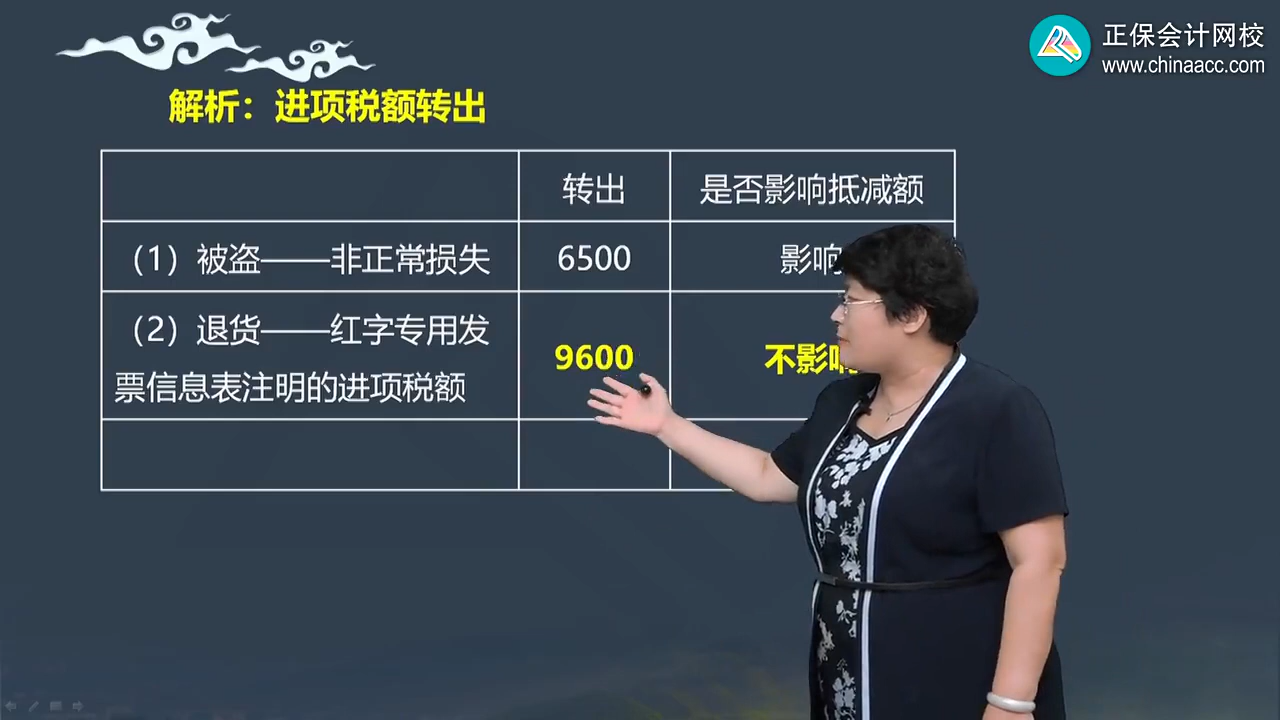 正保会计网校
www.chinaacc.com
解析：进项税额转出
转出
是否影响抵减额
（1）被盗——非正常损失
6500
影响
（2）退货——红字专用发
票信息表注明的进项税额
9600
不影响